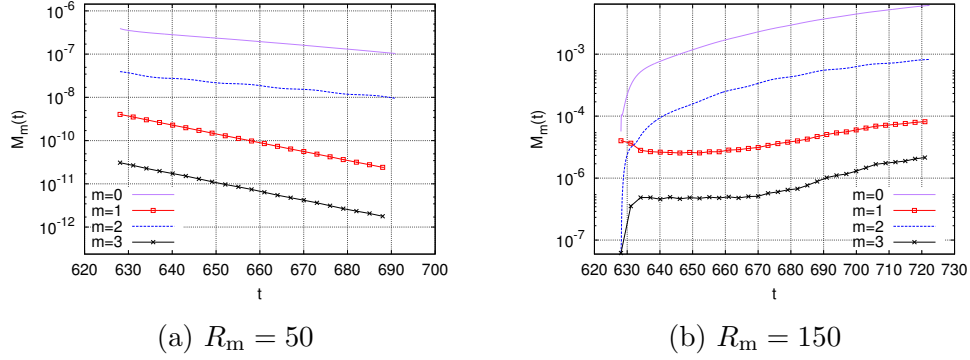 10^-5
10^-6
10^-7
10^-8
10^-10
10^-11
10^-12
M_m(t)
m=0
m=1
m=2
m=3
620 630 640 650 660 670 680 690 700
t
(a) R_m = 50
10^-3
10^-4
10^-6
10^-7
M_m(t)
m=0
m=1
m=2
m=3
620 630 640 650 660 670 680 690 700 710 720 730
t
(b) R_m = 150